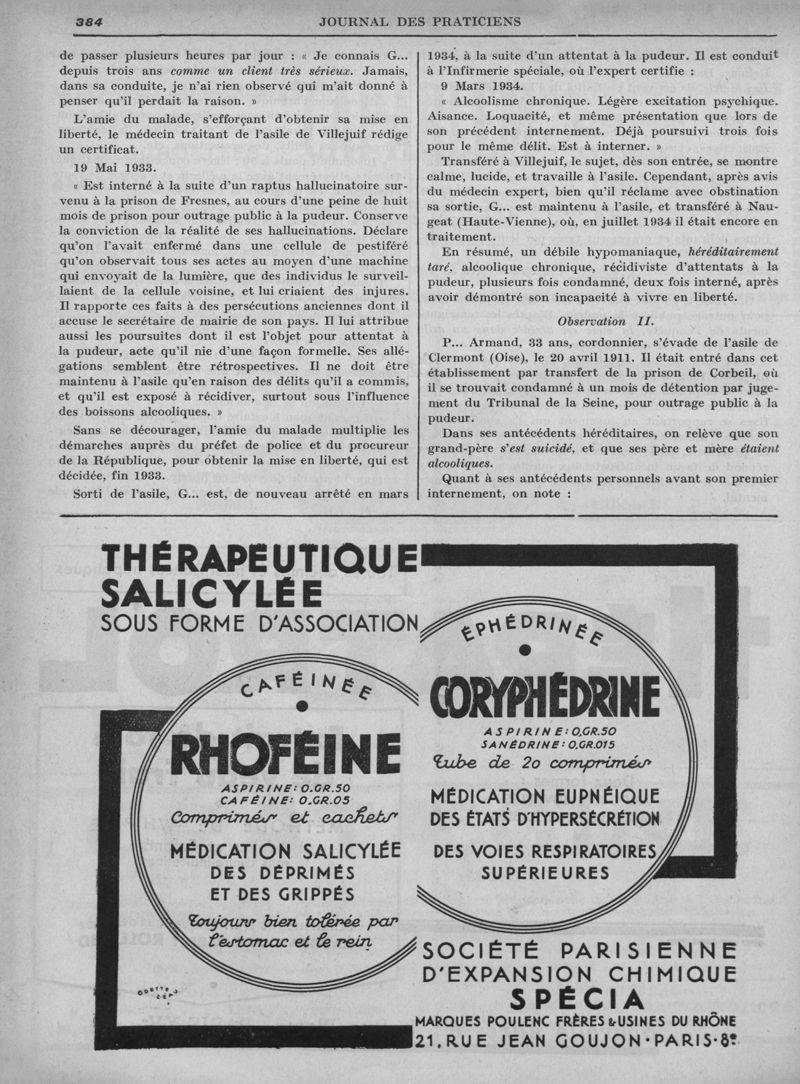 384
JOURNAL DES PRATICIENS
de passer plusieurs heures par jour : « Je connais G...
depuis trois ans comme un client très sérieux. Jamais,
dans sa conduite, je n'ai rien observé qui m'ait donné à
penser qu'il perdait la raison. »
L'amie du malade, s'efforçant d'obtenir sa mise en
liberté, le médecin traitant de l'asile de Villejuif rédige
un certificat.
19 Mai 1933.
« Est interné à la suite d'un raptus hallucinatoire sur-
venu à la prison de Fresnes, au cours d'une peine de huit
mois de prison pour outrage public à la pudeur. Conserve
la conviction de la réalité de ses hallucinations. Déclare
qu'on l'avait enfermé dans une cellule de pestiféré
qu'on observait tous ses actes au moyen d'une machine
qui envoyait de la lumière, que des individus le surveil-
laient de la cellule voisine, et lui criaient des injures.
Il rapporte ces faits à des persécutions anciennes dont il
accuse le secrétaire de mairie de son pays. Il lui attribue
aussi les poursuites dont il est l'objet pour attentat à
la pudeur, acte qu'il nie d'une façon formelle. Ses allé-
gations semblent être rétrospectives. Il ne doit être
maintenu à l'asile qu'en raison des délits qu'il a commis,
et qu'il est exposé à récidiver, surtout sous l'influence
des boissons alcooliques. »
Sans se décourager, l'amie du malade multiplie les
démarches auprès du préfet de police et du procureur
de la République, pour obtenir la mise en liberté, qui est
décidée, fin 1933.
Sorti de l'asile, G... est, de nouveau arrêté en mars
1934, à la suite d'un attentat à la pudeur. Il est conduit
à l'Infirmerie spéciale, où l'expert certifie :
9 Mars 1934.
« Alcoolisme chronique. Légère excitation psychique.
Aisance. Loquacité, et même présentation que lors de
son précédent internement. Déjà poursuivi trois fois
pour le même délit. Est à interner. »
Transféré à Villejuif, le sujet, dès son entrée, se montre
calme, lucide, et travaille à l'asile. Cependant, après avis
du médecin expert, bien qu'il réclame avec obstination
sa sortie, G... est maintenu à l'asile, et transféré à Nau-
geat (Haute-Vienne), où, en juillet 1934 il était encore en
traitement.
En résumé, un débile hypomaniaque, héréditairement
taré, alcoolique chronique, récidiviste d'attentats à la
pudeur, plusieurs fois condamné, deux fois interné, après
avoir démontré son incapacité à vivre en liberté.
Observation II.
P... Armand, 33 ans, cordonnier, s'évade de l'asile de
Clermont (Oise), le 20 avril 1911. Il était entré dans cet
établissement par transfert de la prison de Corbeil, où
il se trouvait condamné à un mois de détention par juge-
ment du Tribunal de la Seine, pour outrage public à la
pudeur.
Dans ses antécédents héréditaires, on relève que son
grand-père s'est suicidé, et que ses père et mère étaient
alcooliques.
Quant à ses antécédents personnels avant son premier
internement, on note :
THÉRAPEUTIQUE
SALICYLÉE
SOUS FORME D'ASSOCIATION
CAFÉINÉE
RHOFÉINE
ASPIRINE: 0.GR.50
CAFÉINE: 0.GR.05
Comprimés et cachets
MÉDICATION SALICYLÉE
DES DÉPRIMÉS
ET DES GRIPPÉS
Toujours bien tolérée par
l'estomac et le rein
ÉPHÉDRINÉE
CORYPHÉDRINE
ASPIRINE: 0,GR.50
SANÉDRINE: 0,GR.015
Tube de 20 comprimés
MÉDICATION EUPNÉIQUE
DES ÉTATS D'HYPERSÉCRÉTION
DES VOIES RESPIRATOIRES
SUPÉRIEURES
ODETTE
SOCIÉTÉ PARISIENNE
D'EXPANSION CHIMIQUE
SPÉCIA
MARQUES POULENC FRÈRES & USINES DU RHÔNE
21, RUE JEAN GOUJON · PARIS · 8e